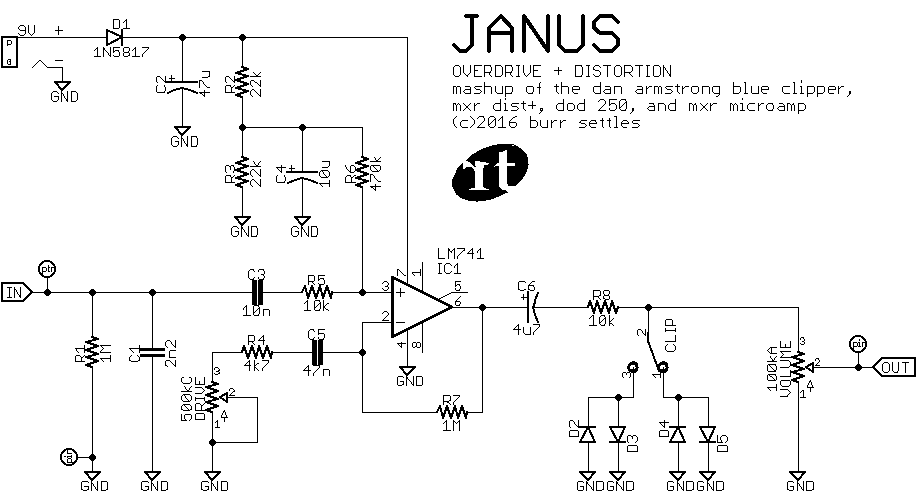 JANUS
OVERDRIVE + DISTORTION
mashup of the dan armstrong blue clipper,
mxr dist+, dod 250, and mxr microamp
(c)2016 burr settles
rt
9V + D1
P
G
-
1N5817
GND
C2 + 47u
GND
R2 22k
R3 22k
C4 + 10u
R6 470k
GND GND
LM741
IC1
7 1
IN
ptr
C3
10n
R5
10k
3 + 5
6
2 -
4 8
GND
C6
+
4u7
R8
10k
R1 1M
C1 2n2
R4
4k7
C5
47n
R7
1M
3
500kC
DRIVE
2
1
2 CLIP
3 1
100kA
VOLUME
3
2
1
ptr
OUT
D2 D3 D4 D5
ptr
GND GND GND GND GND GND GND GND